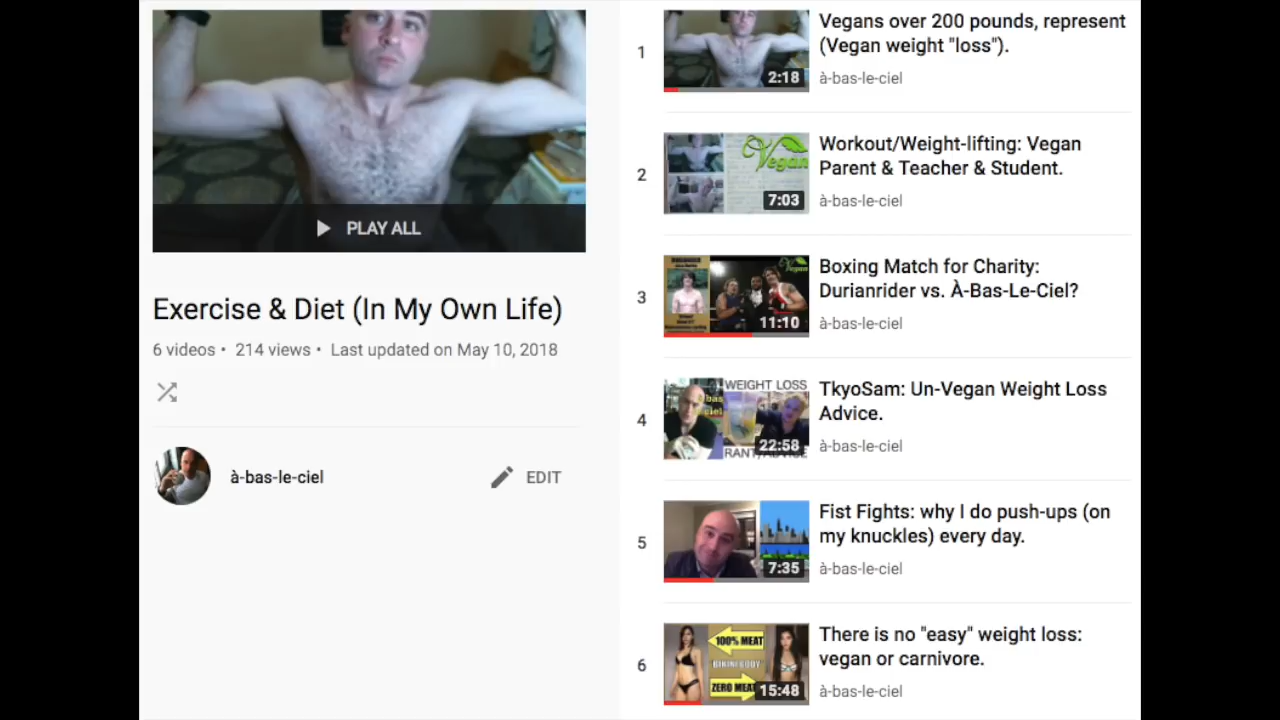 PLAY ALL
Exercise & Diet (In My Own Life)
6 videos • 214 views • Last updated on May 10, 2018
à-bas-le-ciel
EDIT
1
2:18
Vegans over 200 pounds, represent
(Vegan weight "loss").
à-bas-le-ciel
2
Vegan
7:03
Workout/Weight-lifting: Vegan
Parent & Teacher & Student.
à-bas-le-ciel
3
Vegan
11:10
Boxing Match for Charity:
Durianrider vs. À-Bas-Le-Ciel?
à-bas-le-ciel
4
WEIGHT LOSS
22:58
TkyoSam: Un-Vegan Weight Loss
Advice.
à-bas-le-ciel
5
7:35
Fist Fights: why I do push-ups (on
my knuckles) every day.
à-bas-le-ciel
6
100% MEAT
BIKINI BODY
ZERO MEAT
15:48
There is no "easy" weight loss:
vegan or carnivore.
à-bas-le-ciel